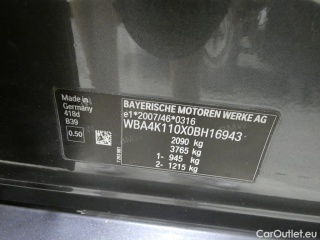 Made in
Germany
418d
B39
0.50
BAYERISCHE MOTOREN WERKE AG
e1*2007/46*0316
WBA4K110X0BH16943
2090 kg
3765 kg
1- 945 kg
2- 1215 kg
© CarOutlet.eu